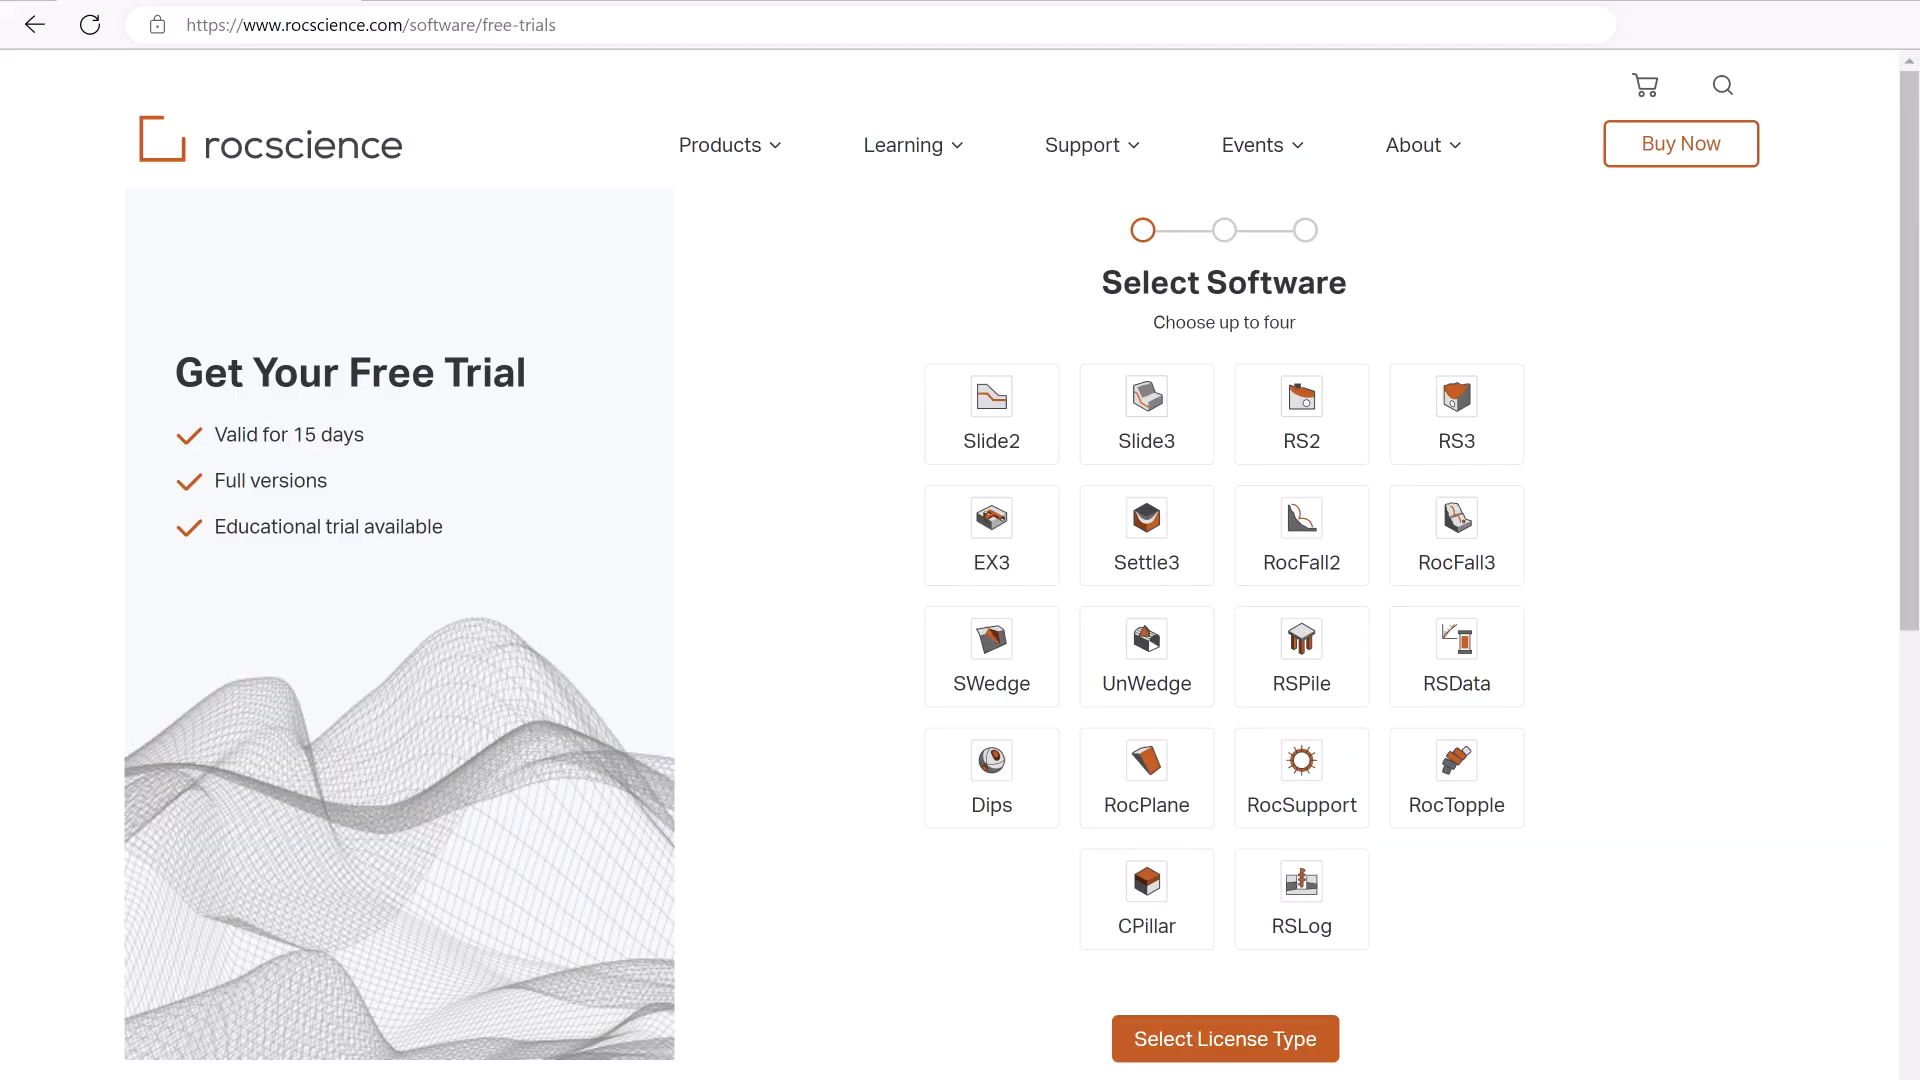 https://www.rocscience.com/software/free-trials
rocscience
Products
Learning
Support
Events
About
Buy Now
Get Your Free Trial
Valid for 15 days
Full versions
Educational trial available
Select Software
Choose up to four
Slide2
Slide3
RS2
RS3
EX3
Settle3
RocFall2
RocFall3
SWedge
UnWedge
RSPile
RSData
Dips
RocPlane
RocSupport
RocTopple
CPillar
RSLog
Select License Type